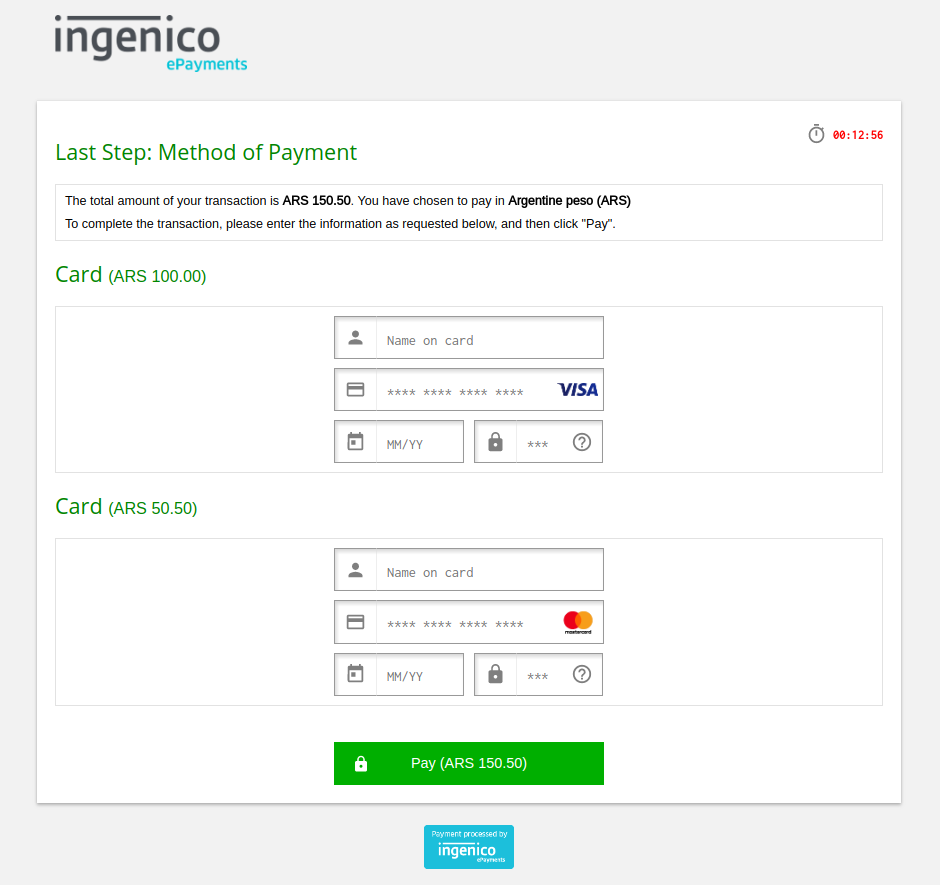 ingenico
ePayments
00:12:56
Last Step: Method of Payment
The total amount of your transaction is ARS 150.50. You have chosen to pay in Argentine peso (ARS)
To complete the transaction, please enter the information as requested below, and then click "Pay".
Card (ARS 100.00)
Name on card
**** **** **** **** VISA
MM/YY *** ?
Card (ARS 50.50)
Name on card
**** **** **** **** mastercard
MM/YY *** ?
Pay (ARS 150.50)
Payment processed by
ingenico
ePayments